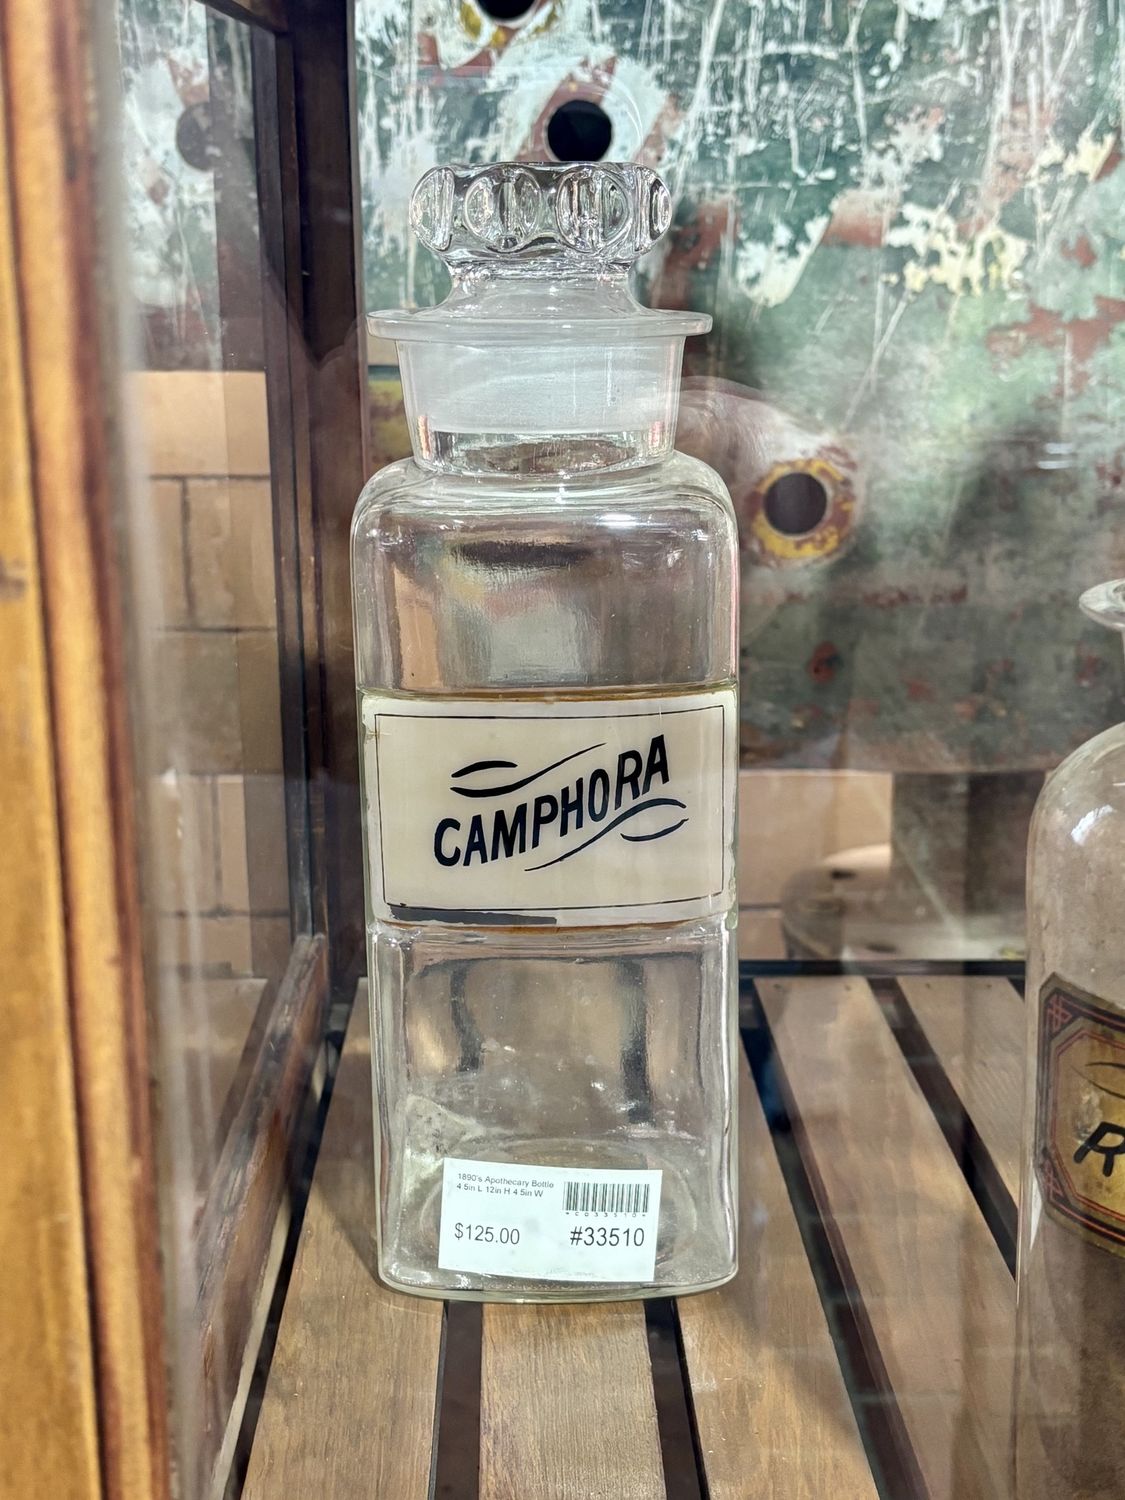 CAMPHORA
1890's Apothecary Bottle
4.5in L 12in H 4.5in W
$125.00
#33510
R